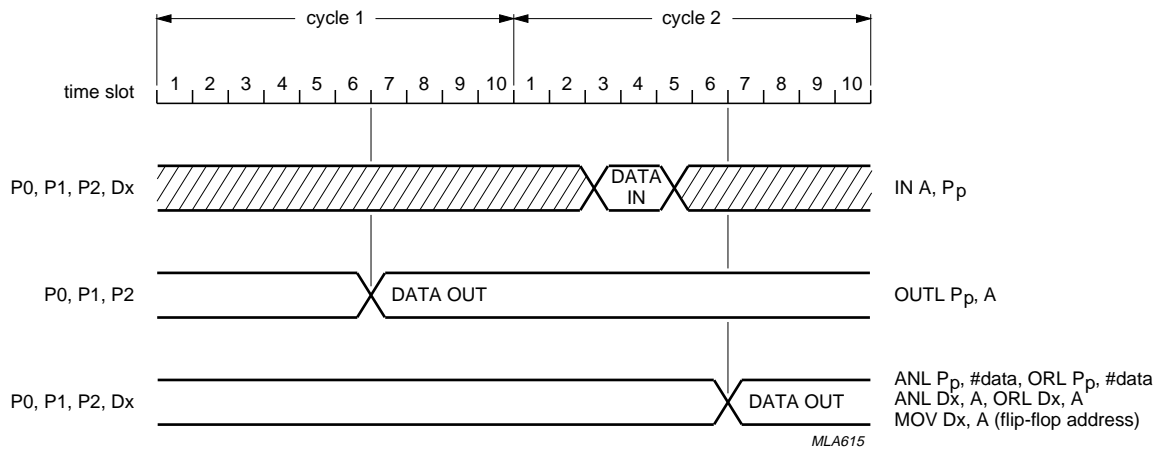 cycle 1 cycle 2
time slot 1 2 3 4 5 6 7 8 9 10 1 2 3 4 5 6 7 8 9 10
P0, P1, P2, Dx DATA IN IN A, Pp
P0, P1, P2 DATA OUT OUTL Pp, A
ANL Pp, #data, ORL Pp, #data
P0, P1, P2, Dx DATA OUT ANL Dx, A, ORL Dx, A
MOV Dx, A (flip-flop address)
MLA615